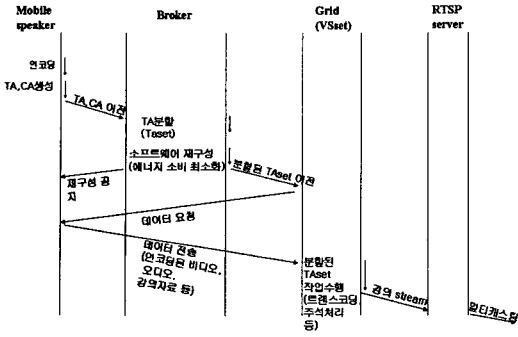 Mobile
speaker
Broker
Grid
(VSset)
RTSP
server
인코딩
TA,CA생성
TA,CA 이전
TA분할
(Taset)
소프트웨어 재구성
(에너지 소비 최소화)
분할된 TAset 이전
재구성 공
지
데이터 요청
데이터 전송
(인코딩된 비디오,
오디오,
강의자료 등)
분할된
TAset
작업수행
(트랜스코딩,
주석처리
등)
강의 stream
멀티캐스팅